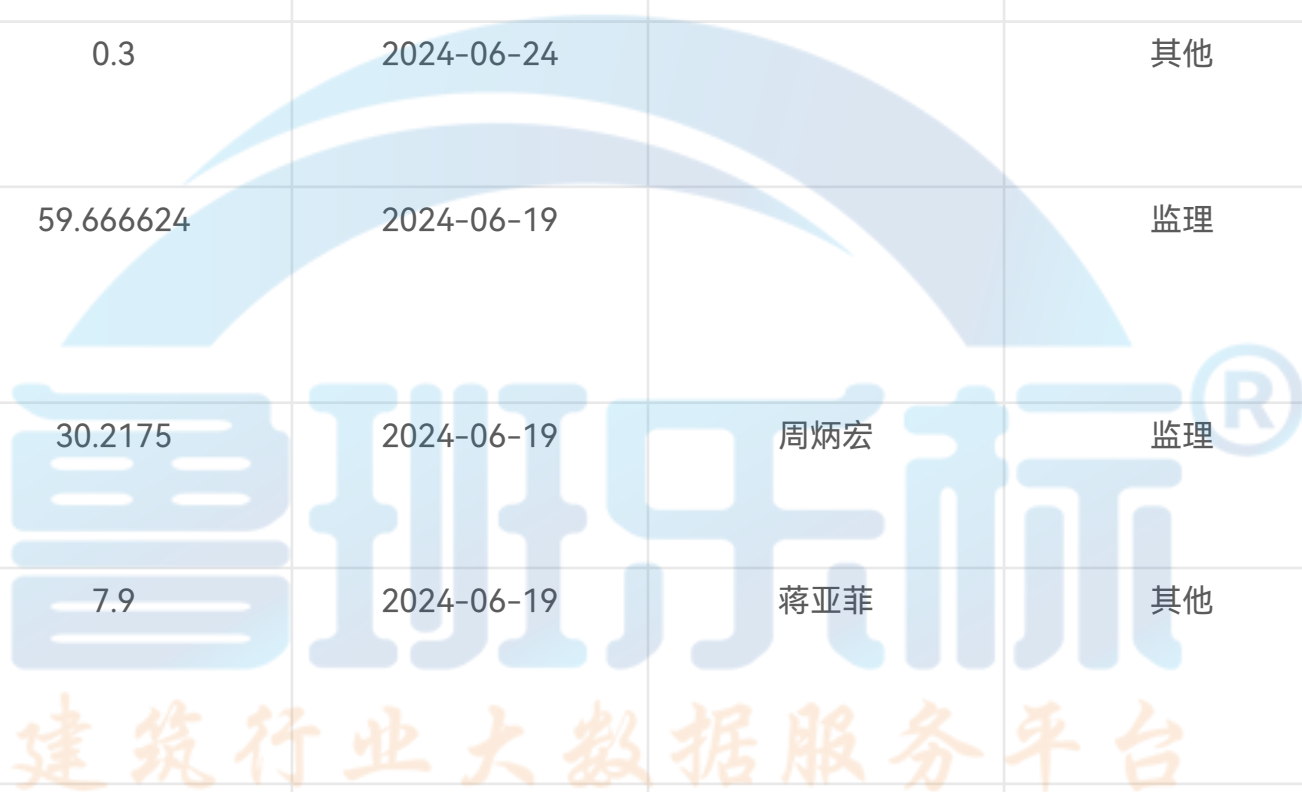 0.3 2024-06-24 其他
59.666624 2024-06-19 监理
30.2175 2024-06-19 周炳宏 监理
7.9 2024-06-19 蒋亚菲 其他
鲁班乐标®
建筑行业大数据服务平台